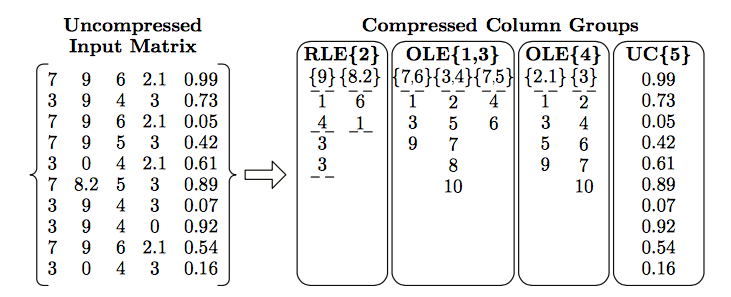 Uncompressed
Input Matrix
7 9 6 2.1 0.99
3 9 4 3 0.73
7 9 6 2.1 0.05
7 9 5 3 0.42
3 0 4 2.1 0.61
7 8.2 5 3 0.89
3 9 4 3 0.07
3 9 4 0 0.92
7 9 6 2.1 0.54
3 0 4 3 0.16
Compressed Column Groups
RLE{2} OLE{1,3} OLE{4} UC{5}
{9} {8.2} {7,6} {3,4} {7,5} {2.1} {3} 0.99
1 6 1 2 4 1 2 0.73
4 1 3 5 6 3 4 0.05
3 9 7 5 6 0.42
3 8 9 7 0.61
10 10 0.89
0.07
0.92
0.54
0.16